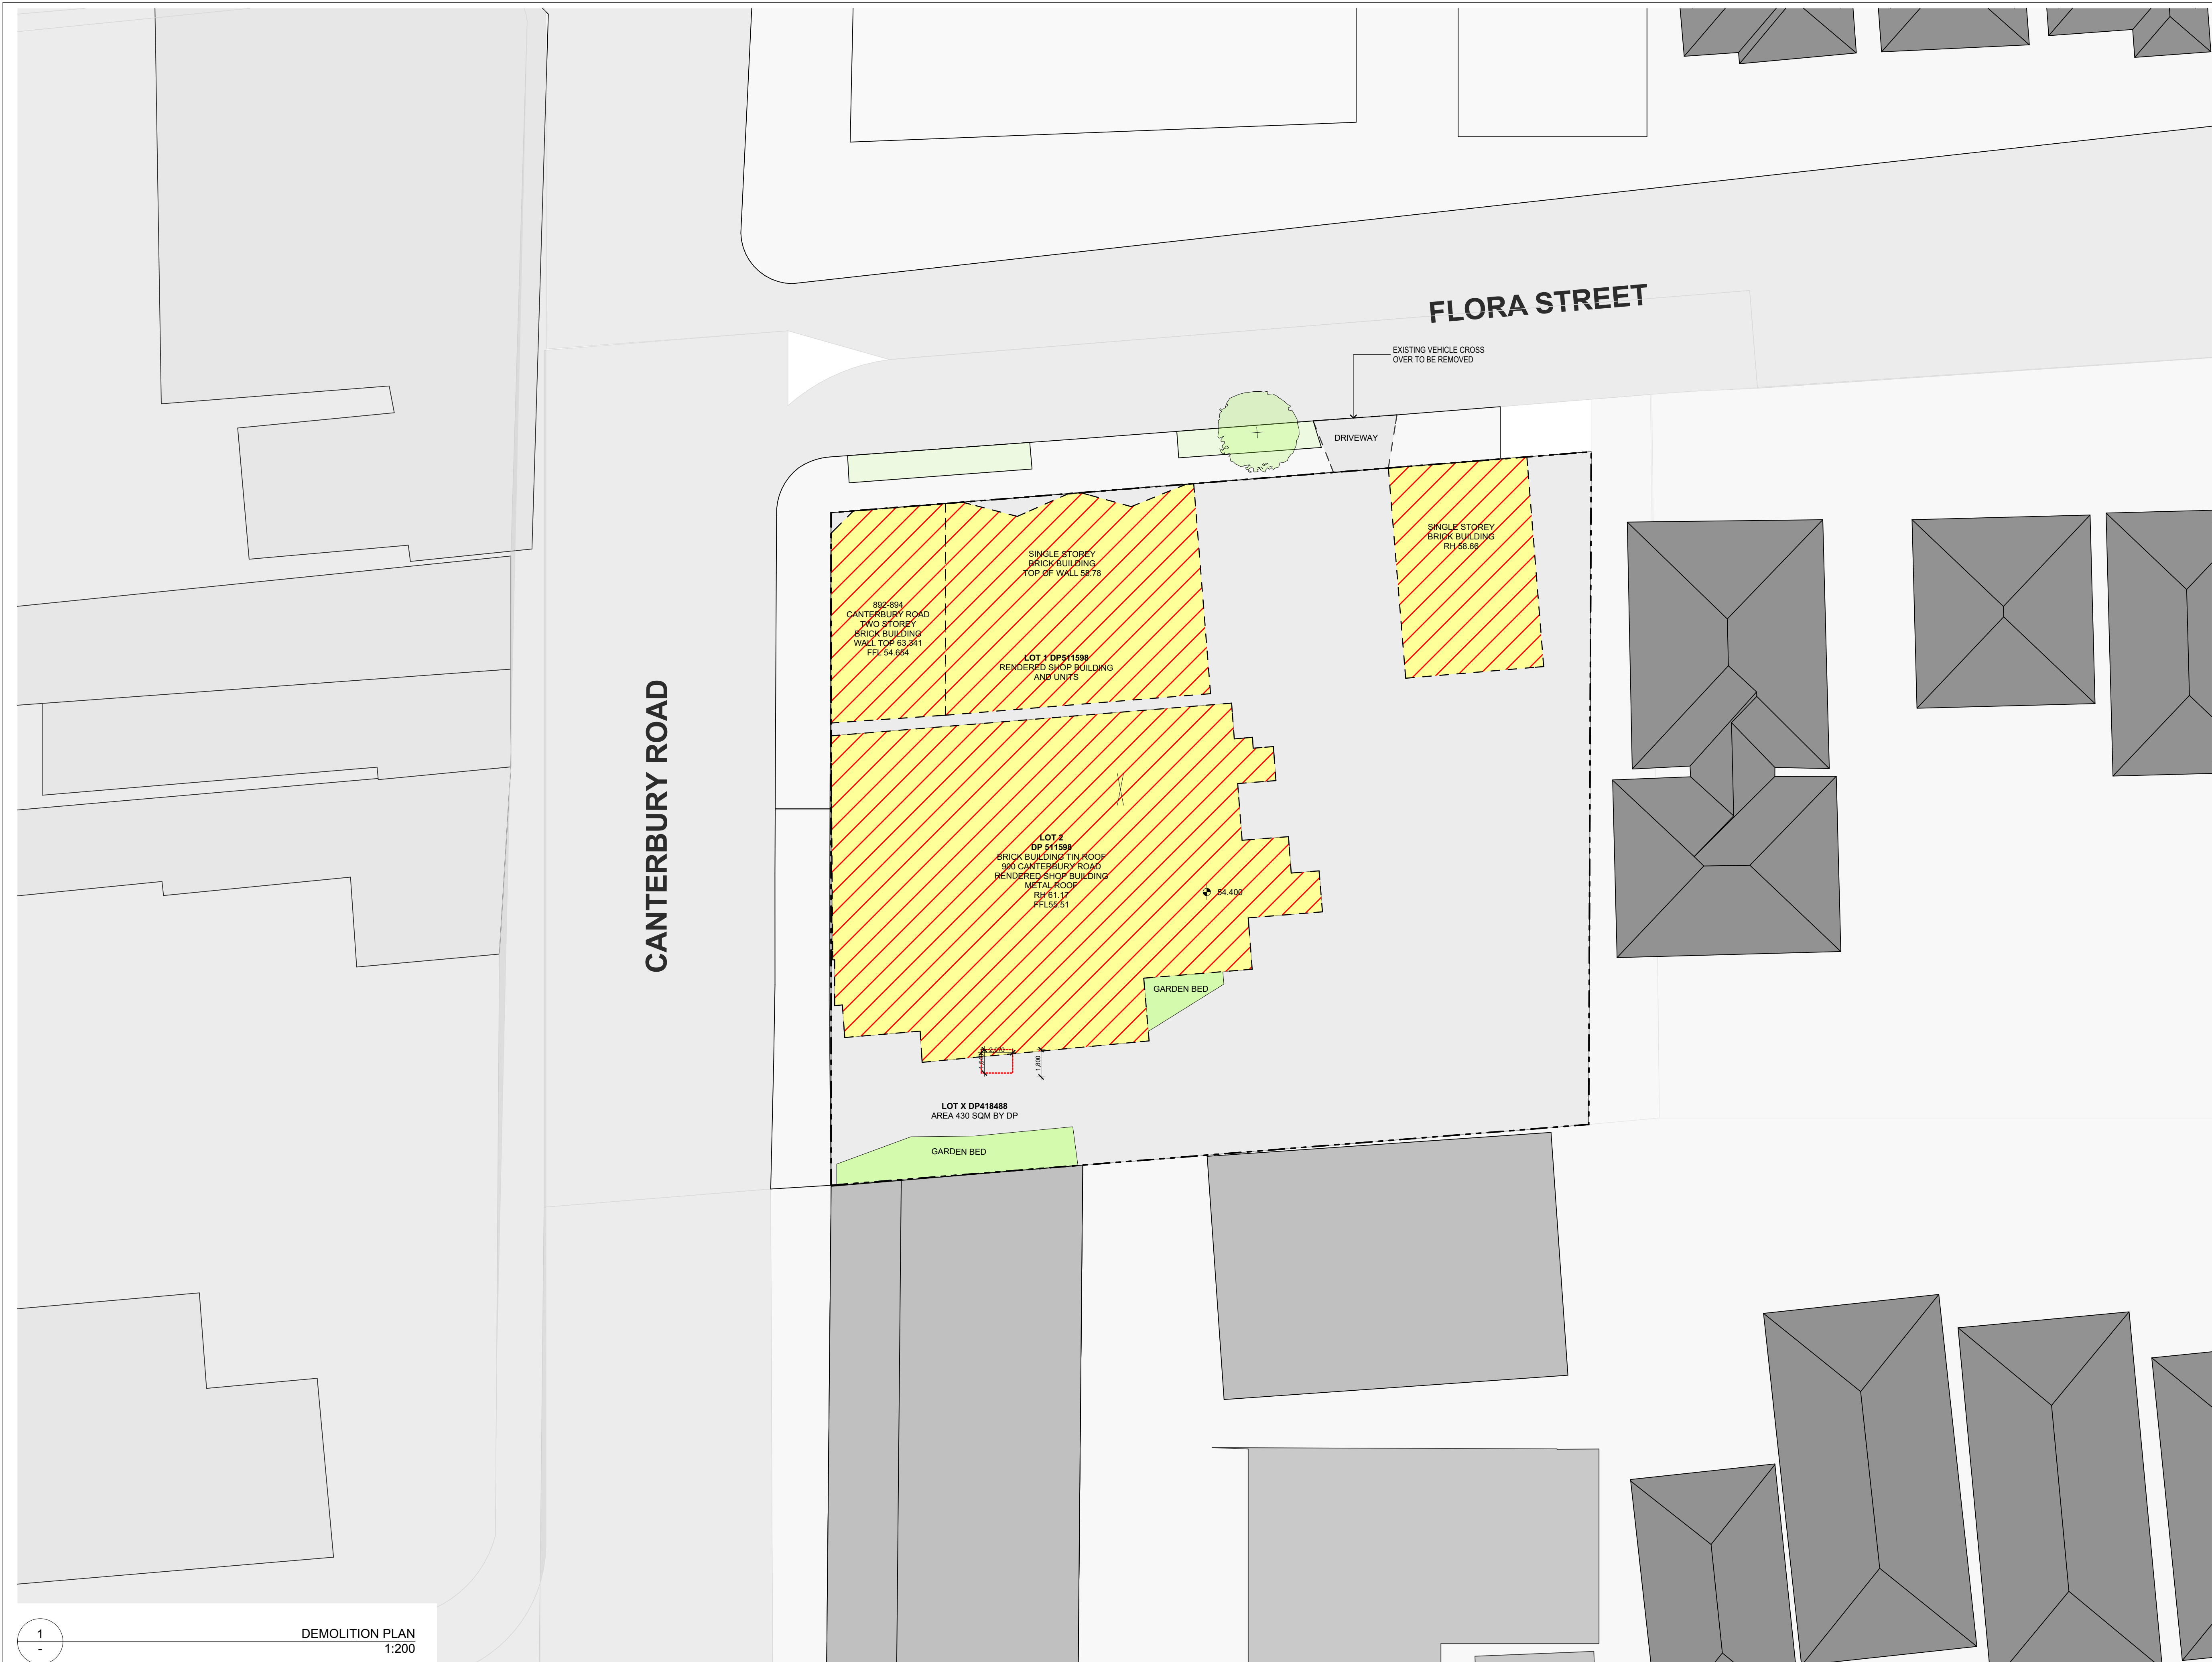 FLORA STREET
EXISTING VEHICLE CROSS
OVER TO BE REMOVED
DRIVEWAY
SINGLE STOREY
BRICK BUILDING
RH 58.66
SINGLE STOREY
BRICK BUILDING
TOP OF WALL 58.78
892-894
CANTERBURY ROAD
TWO STOREY
BRICK BUILDING
WALL TOP 63.341
FFL 54.654
LOT 1 DP511598
RENDERED SHOP BUILDING
AND UNITS
CANTERBURY ROAD
LOT 2
DP 511598
BRICK BUILDING TIN ROOF
900 CANTERBURY ROAD
RENDERED SHOP BUILDING
METAL ROOF
RH 61.17
FFL55.51
54.400
GARDEN BED
1.800
LOT X DP418488
AREA 430 SQM BY DP
GARDEN BED
1
-
DEMOLITION PLAN
1:200